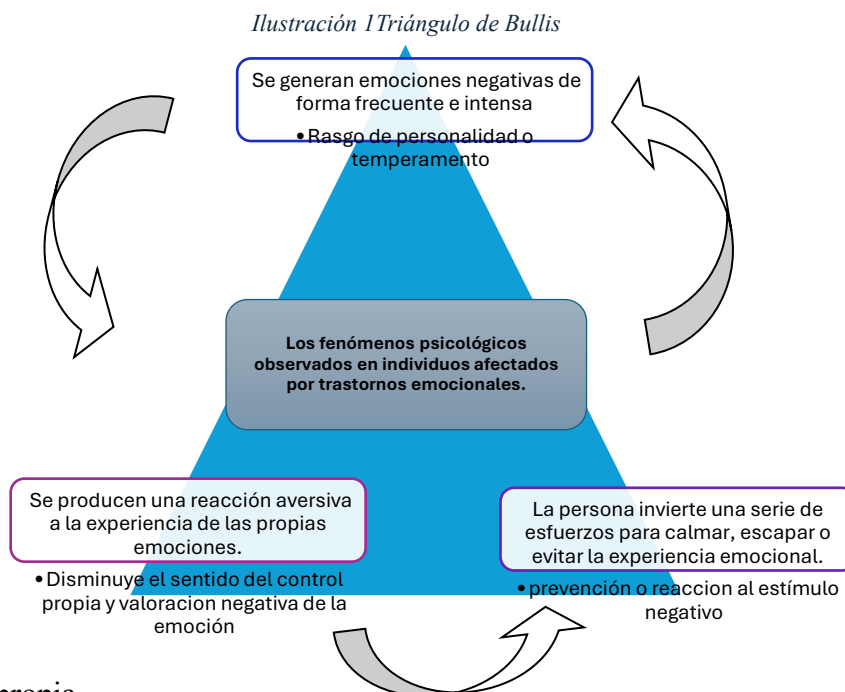 Ilustración 1Triángulo de Bullis
Se generan emociones negativas de
forma frecuente e intensa
•Rasgo de personalidad o
temperamento
Los fenómenos psicológicos
observados en individuos afectados
por trastornos emocionales.
Se producen una reacción aversiva
a la experiencia de las propias
emociones.
•Disminuye el sentido del control
propia y valoracion negativa de la
emoción
La persona invierte una serie de
esfuerzos para calmar, escapar o
evitar la experiencia emocional.
•prevención o reaccion al estímulo
negativo